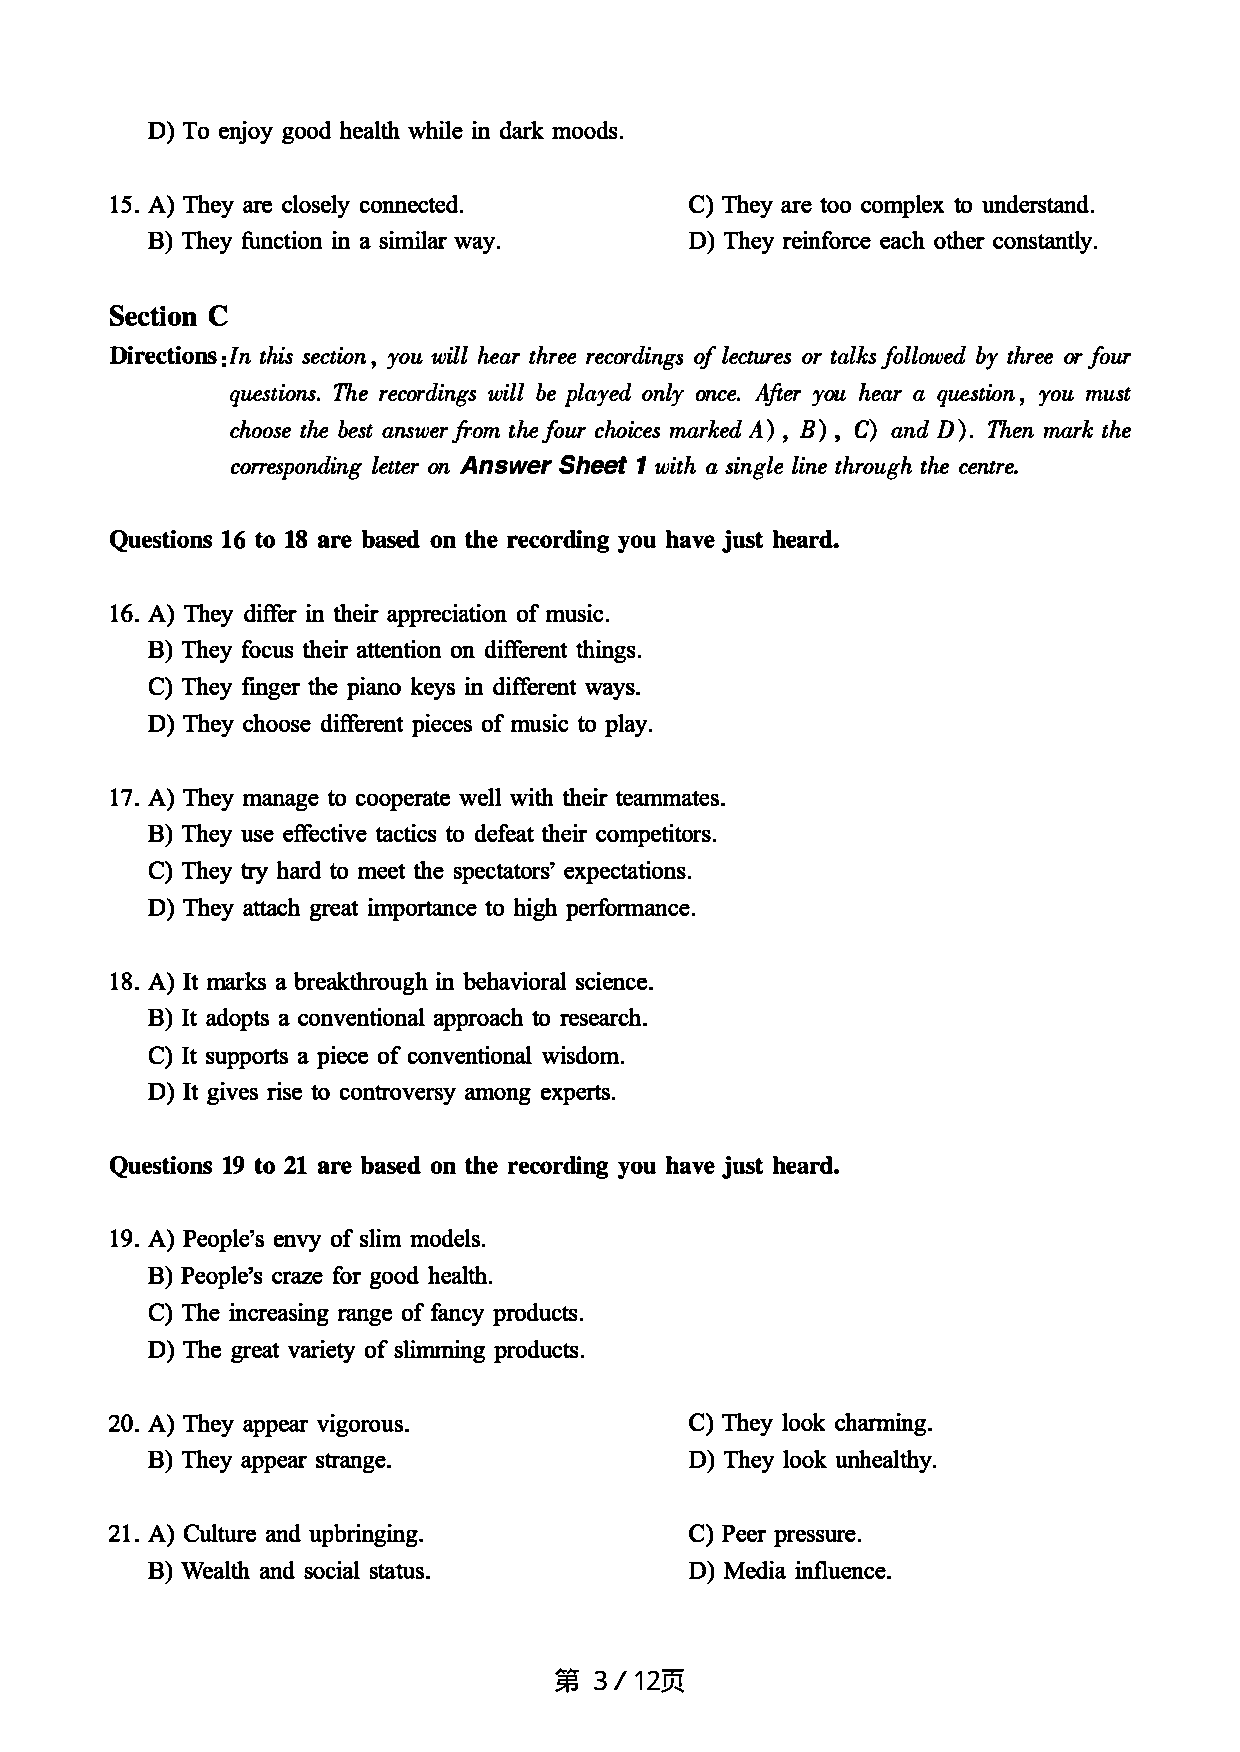 D) To enjoy good health while in dark moods.
15. A) They are closely connected. C) They are too complex to understand.
B) They function in a similar way. D) They reinforce each other constantly.
Section C
Directions: In this section, you will hear three recordings of lectures or talks followed by three or four
questions. The recordings will be played only once. After you hear a question, you must
choose the best answer from the four choices marked A), B), C) and D). Then mark the
corresponding letter on Answer Sheet 1 with a single line through the centre.
Questions 16 to 18 are based on the recording you have just heard.
16. A) They differ in their appreciation of music.
B) They focus their attention on different things.
C) They finger the piano keys in different ways.
D) They choose different pieces of music to play.
17. A) They manage to cooperate well with their teammates.
B) They use effective tactics to defeat their competitors.
C) They try hard to meet the spectators' expectations.
D) They attach great importance to high performance.
18. A) It marks a breakthrough in behavioral science.
B) It adopts a conventional approach to research.
C) It supports a piece of conventional wisdom.
D) It gives rise to controversy among experts.
Questions 19 to 21 are based on the recording you have just heard.
19. A) People's envy of slim models.
B) People's craze for good health.
C) The increasing range of fancy products.
D) The great variety of slimming products.
20. A) They appear vigorous. C) They look charming.
B) They appear strange. D) They look unhealthy.
21. A) Culture and upbringing. C) Peer pressure.
B) Wealth and social status. D) Media influence.
第 3 / 12页